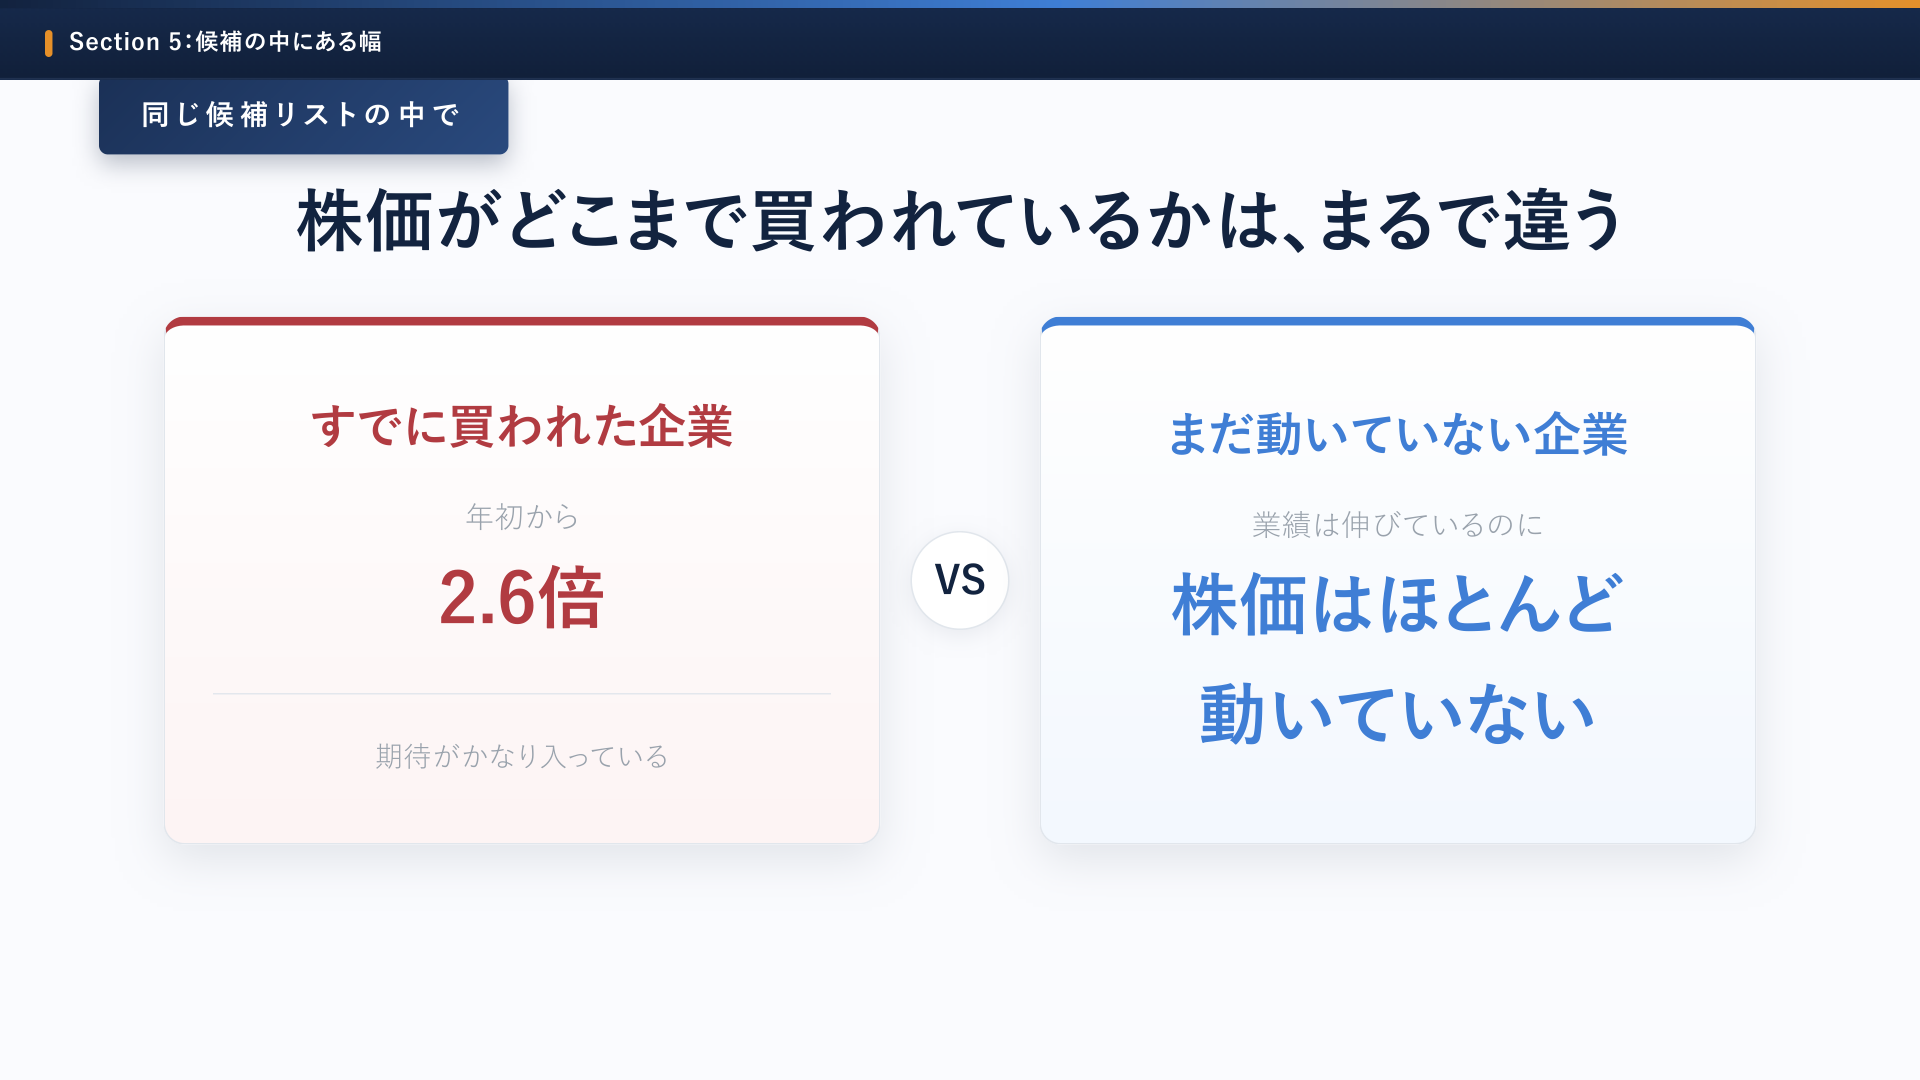 Section 5：候補の中にある幅
同じ候補リストの中で
株価がどこまで買われているかは、まるで違う
すでに買われた企業
年初から
2.6倍
期待がかなり入っている
VS
まだ動いていない企業
業績は伸びているのに
株価はほとんど
動いていない